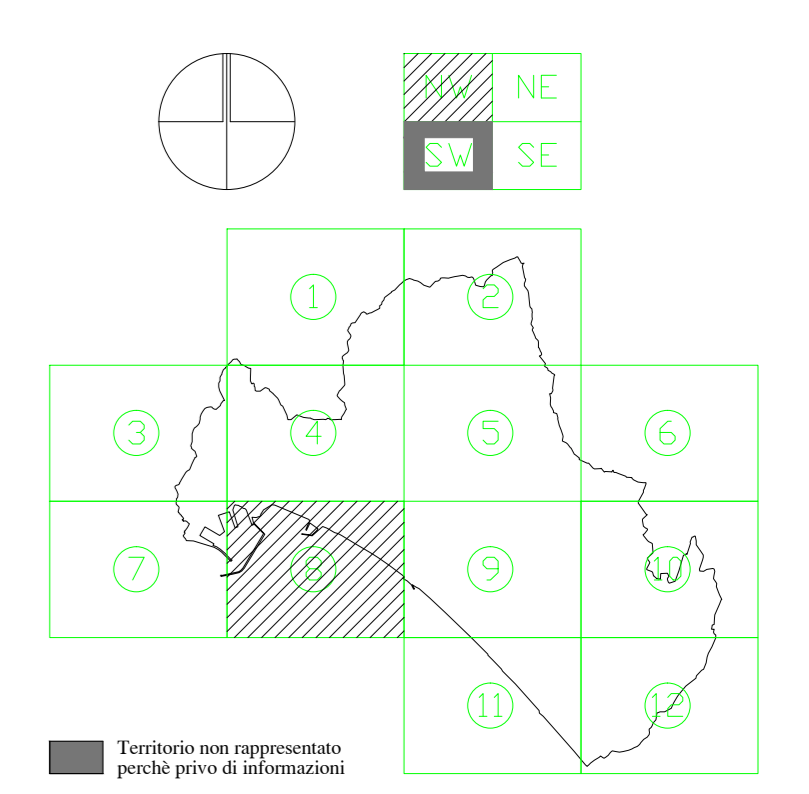 NW NE
SW SE
1 2
3 4 5 6
7 8 9 10
11 12
Territorio non rappresentato
perchè privo di informazioni